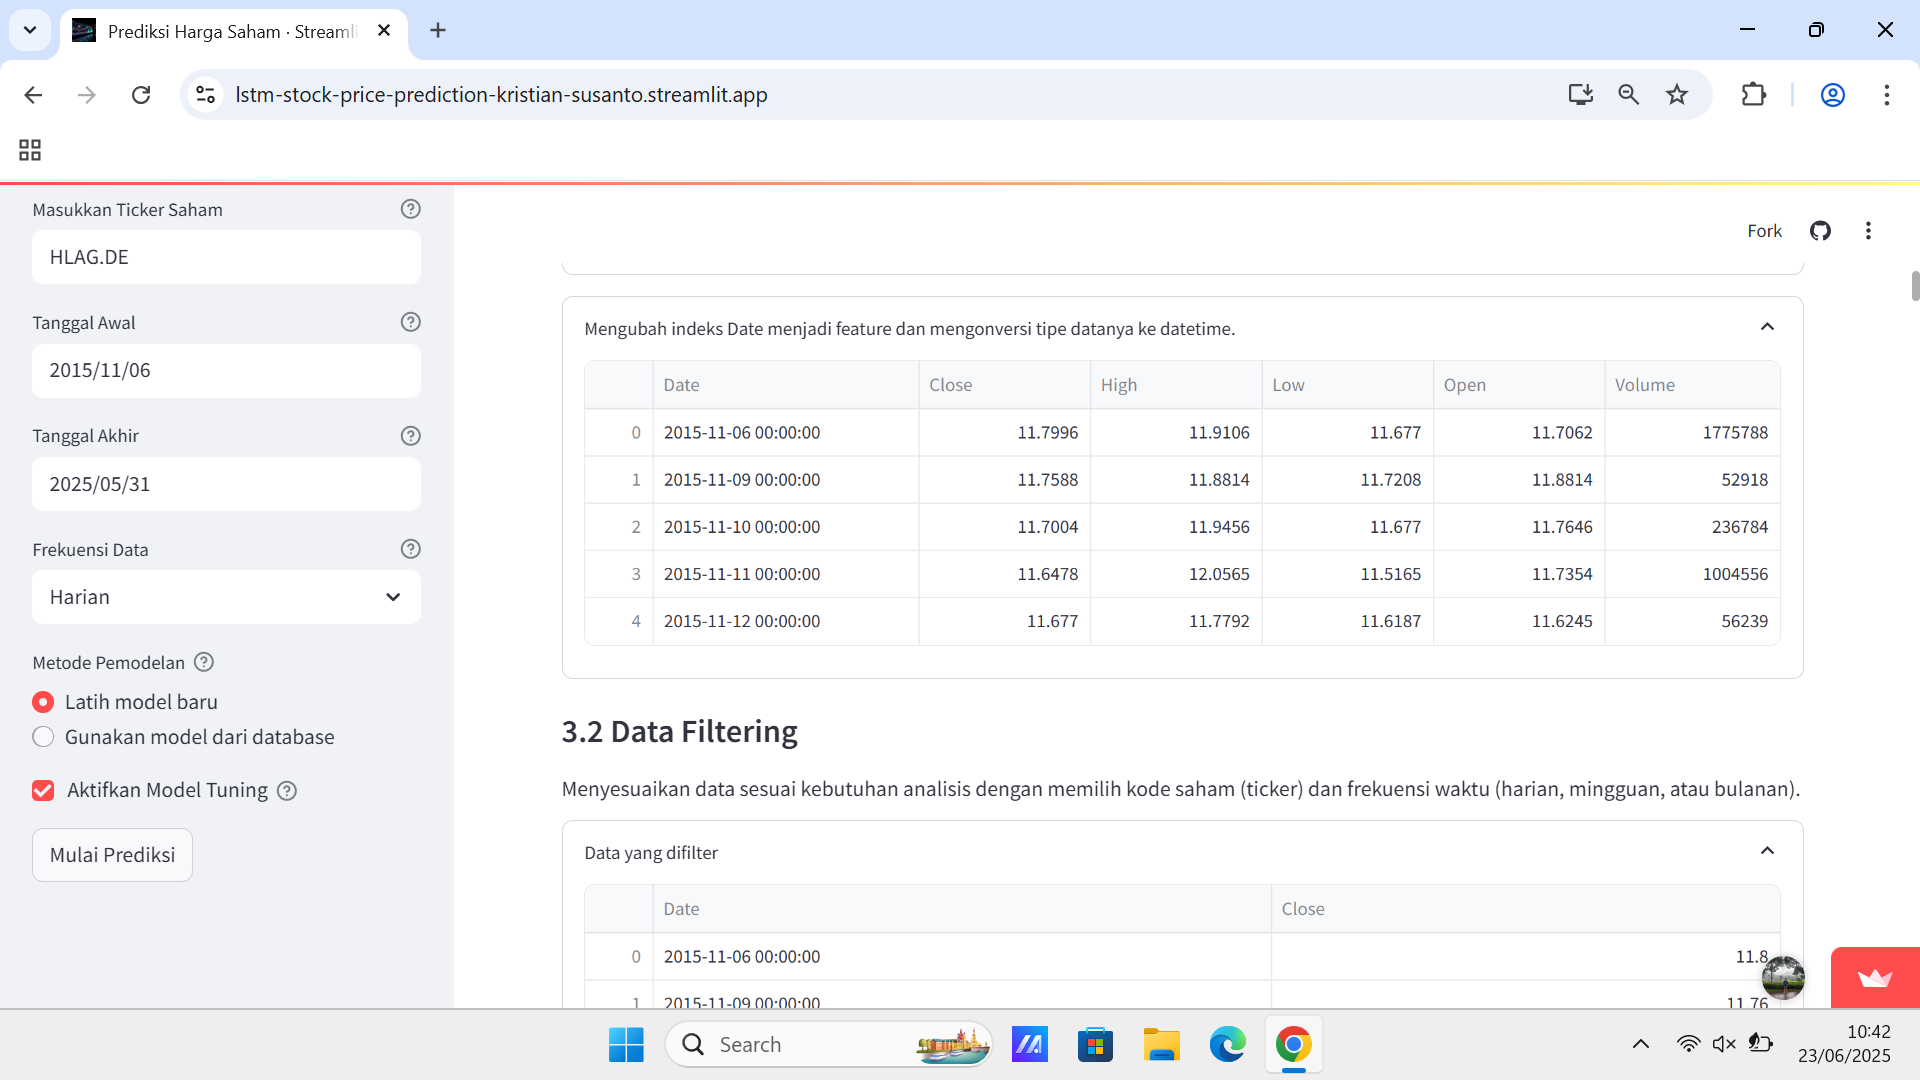 Prediksi Harga Saham · Streamli
lstm-stock-price-prediction-kristian-susanto.streamlit.app
Masukkan Ticker Saham
HLAG.DE
Tanggal Awal
2015/11/06
Tanggal Akhir
2025/05/31
Frekuensi Data
Harian
Metode Pemodelan
Latih model baru
Gunakan model dari database
Aktifkan Model Tuning
Mulai Prediksi
Fork
Mengubah indeks Date menjadi feature dan mengonversi tipe datanya ke datetime.
Date Close High Low Open Volume
0 2015-11-06 00:00:00 11.7996 11.9106 11.677 11.7062 1775788
1 2015-11-09 00:00:00 11.7588 11.8814 11.7208 11.8814 52918
2 2015-11-10 00:00:00 11.7004 11.9456 11.677 11.7646 236784
3 2015-11-11 00:00:00 11.6478 12.0565 11.5165 11.7354 1004556
4 2015-11-12 00:00:00 11.677 11.7792 11.6187 11.6245 56239
3.2 Data Filtering
Menyesuaikan data sesuai kebutuhan analisis dengan memilih kode saham (ticker) dan frekuensi waktu (harian, mingguan, atau bulanan).
Data yang difilter
Date Close
0 2015-11-06 00:00:00 11.8
1 2015-11-09 00:00:00 11.76
Search
10:42
23/06/2025